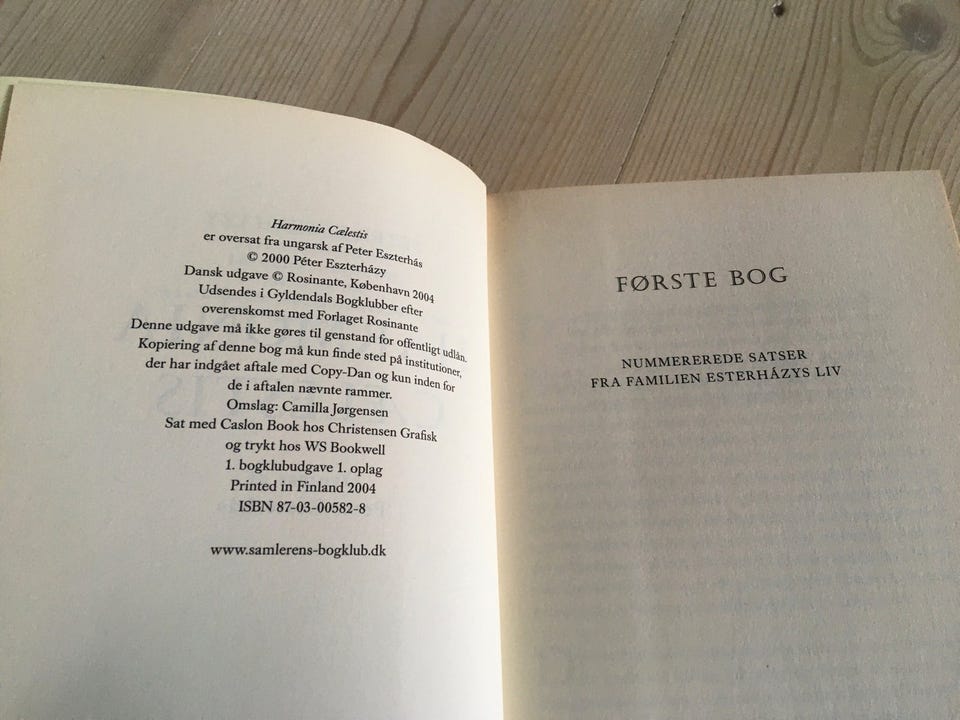 Harmonia Cælestis
er oversat fra ungarsk af Peter Eszterhás
© 2000 Péter Eszterházy
Dansk udgave © Rosinante, København 2004
Udsendes i Gyldendals Bogklubber efter
overenskomst med Forlaget Rosinante
Denne udgave må ikke gøres til genstand for offentligt udlån.
Kopiering af denne bog må kun finde sted på institutioner,
der har indgået aftale med Copy-Dan og kun inden for
de i aftalen nævnte rammer.
Omslag: Camilla Jørgensen
Sat med Caslon Book hos Christensen Grafisk
og trykt hos WS Bookwell
1. bogklubudgave 1. oplag
Printed in Finland 2004
ISBN 87-03-00582-8
www.samlerens-bogklub.dk
FØRSTE BOG
NUMMEREREDE SATSER
FRA FAMILIEN ESTERHÁZYS LIV